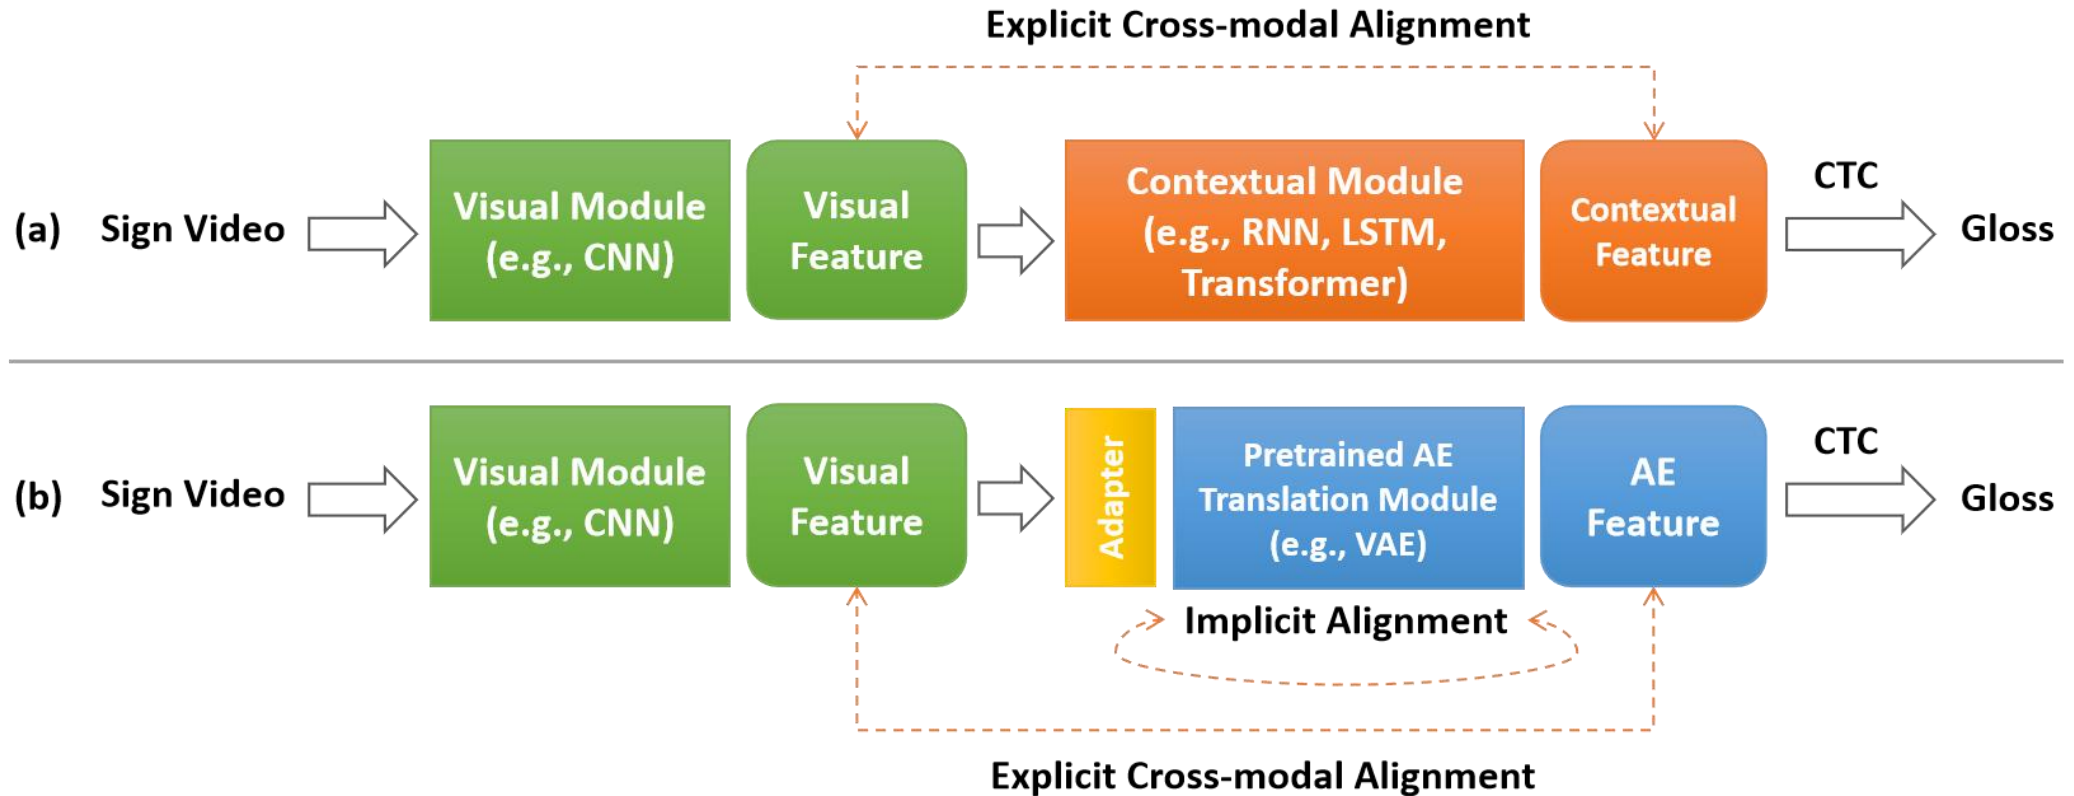 Explicit Cross-modal Alignment
(a)
Sign Video
Visual Module
(e.g., CNN)
Visual
Feature
Contextual Module
(e.g., RNN, LSTM,
Transformer)
Contextual
Feature
CTC
Gloss
(b)
Sign Video
Visual Module
(e.g., CNN)
Visual
Feature
Adapter
Pretrained AE
Translation Module
(e.g., VAE)
AE
Feature
CTC
Gloss
Implicit Alignment
Explicit Cross-modal Alignment